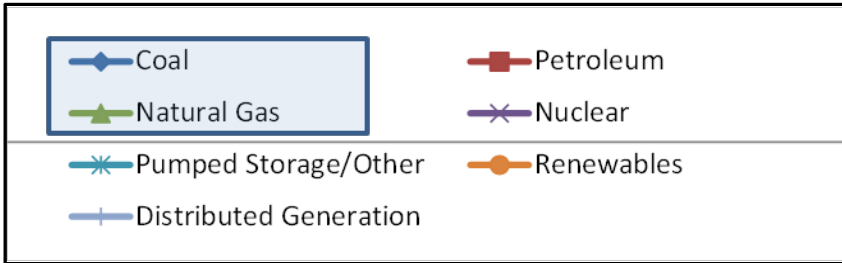 Coal
Petroleum
Natural Gas
Nuclear
Pumped Storage/Other
Renewables
Distributed Generation